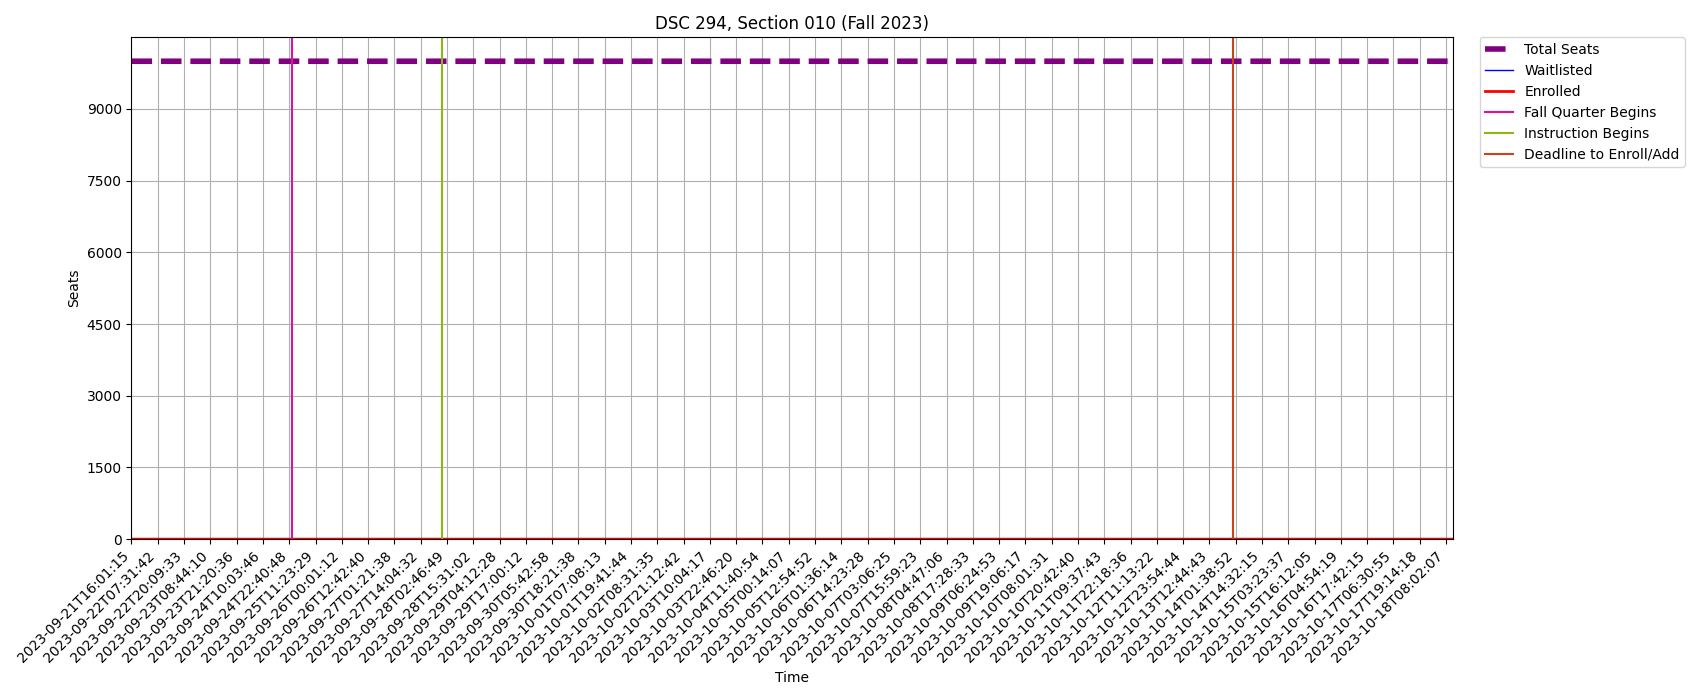 DSC 294, Section 010 (Fall 2023)
Total Seats
Waitlisted
Enrolled
Fall Quarter Begins
Instruction Begins
Deadline to Enroll/Add
Seats
9000
7500
6000
4500
3000
1500
0
2023-09-21T16:01:15
2023-09-22T07:31:42
2023-09-22T20:09:33
2023-09-23T08:44:10
2023-09-23T21:20:36
2023-09-24T10:03:46
2023-09-24T22:40:48
2023-09-25T11:23:29
2023-09-26T00:01:12
2023-09-26T12:42:40
2023-09-27T01:21:38
2023-09-27T14:04:32
2023-09-28T02:46:49
2023-09-28T15:31:02
2023-09-29T04:12:28
2023-09-29T17:00:12
2023-09-30T05:42:58
2023-09-30T18:21:38
2023-10-01T07:08:13
2023-10-01T19:41:44
2023-10-02T08:31:35
2023-10-02T21:12:42
2023-10-03T10:04:17
2023-10-03T22:46:20
2023-10-04T11:40:54
2023-10-05T00:14:07
2023-10-05T12:54:52
2023-10-06T01:36:14
2023-10-06T14:23:28
2023-10-07T03:06:25
2023-10-07T15:59:23
2023-10-08T04:47:06
2023-10-08T17:28:33
2023-10-09T06:24:53
2023-10-09T19:06:17
2023-10-10T08:01:31
2023-10-10T20:42:40
2023-10-11T09:37:43
2023-10-11T22:18:36
2023-10-12T11:13:22
2023-10-12T23:54:44
2023-10-13T12:44:43
2023-10-14T01:38:52
2023-10-14T14:32:15
2023-10-15T03:23:37
2023-10-15T16:12:05
2023-10-16T04:54:19
2023-10-16T17:42:15
2023-10-17T06:30:55
2023-10-17T19:14:18
2023-10-18T08:02:07
Time